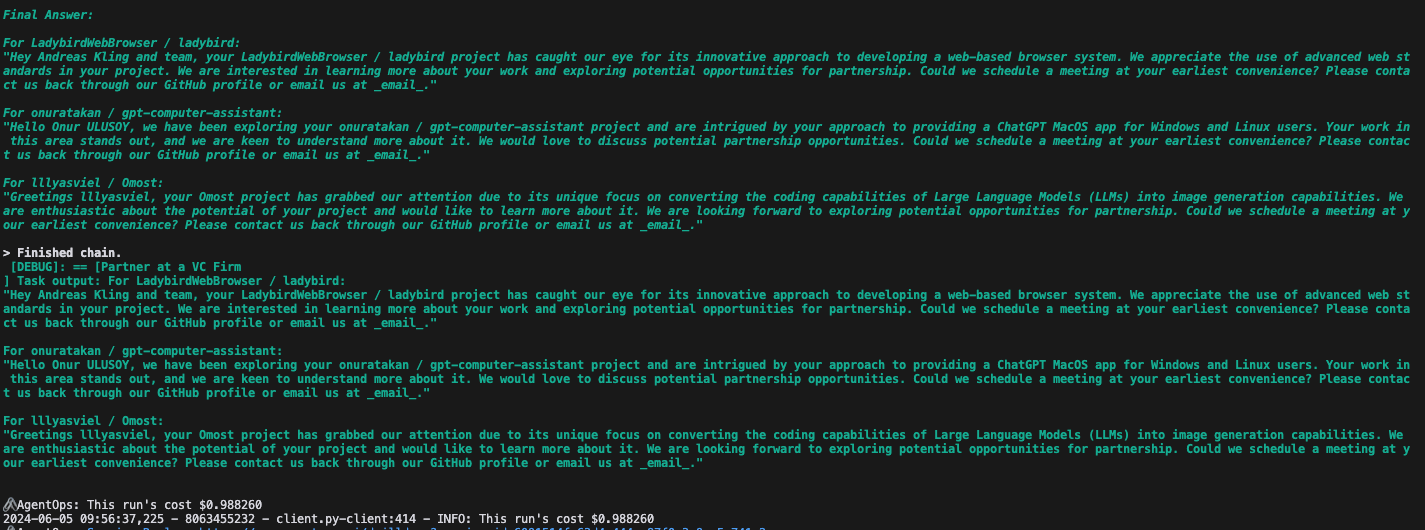 Final Answer:
For LadybirdWebBrowser / ladybird:
"Hey Andreas Kling and team, your LadybirdWebBrowser / ladybird project has caught our eye for its innovative approach to developing a web-based browser system. We appreciate the use of advanced web st
andards in your project. We are interested in learning more about your work and exploring potential opportunities for partnership. Could we schedule a meeting at your earliest convenience? Please conta
ct us back through our GitHub profile or email us at _email_."
For onuratakan / gpt-computer-assistant:
"Hello Onur ULUSOY, we have been exploring your onuratakan / gpt-computer-assistant project and are intrigued by your approach to providing a ChatGPT MacOS app for Windows and Linux users. Your work in
this area stands out, and we are keen to understand more about it. We would love to discuss potential partnership opportunities. Could we schedule a meeting at your earliest convenience? Please contac
t us back through our GitHub profile or email us at _email_."
For lllyasviel / Omost:
"Greetings lllyasviel, your Omost project has grabbed our attention due to its unique focus on converting the coding capabilities of Large Language Models (LLMs) into image generation capabilities. We
are enthusiastic about the potential of your project and would like to learn more about it. We are looking forward to exploring potential opportunities for partnership. Could we schedule a meeting at y
our earliest convenience? Please contact us back through our GitHub profile or email us at _email_."
> Finished chain.
[DEBUG]: == [Partner at a VC Firm
] Task output: For LadybirdWebBrowser / ladybird:
"Hey Andreas Kling and team, your LadybirdWebBrowser / ladybird project has caught our eye for its innovative approach to developing a web-based browser system. We appreciate the use of advanced web st
andards in your project. We are interested in learning more about your work and exploring potential opportunities for partnership. Could we schedule a meeting at your earliest convenience? Please conta
ct us back through our GitHub profile or email us at _email_."
For onuratakan / gpt-computer-assistant:
"Hello Onur ULUSOY, we have been exploring your onuratakan / gpt-computer-assistant project and are intrigued by your approach to providing a ChatGPT MacOS app for Windows and Linux users. Your work in
this area stands out, and we are keen to understand more about it. We would love to discuss potential partnership opportunities. Could we schedule a meeting at your earliest convenience? Please contac
t us back through our GitHub profile or email us at _email_."
For lllyasviel / Omost:
"Greetings lllyasviel, your Omost project has grabbed our attention due to its unique focus on converting the coding capabilities of Large Language Models (LLMs) into image generation capabilities. We
are enthusiastic about the potential of your project and would like to learn more about it. We are looking forward to exploring potential opportunities for partnership. Could we schedule a meeting at y
our earliest convenience? Please contact us back through our GitHub profile or email us at _email_."
🖇AgentOps: This run's cost $0.988260
2024-06-05 09:56:37,225 - 8063455232 - client.py-client:414 - INFO: This run's cost $0.988260